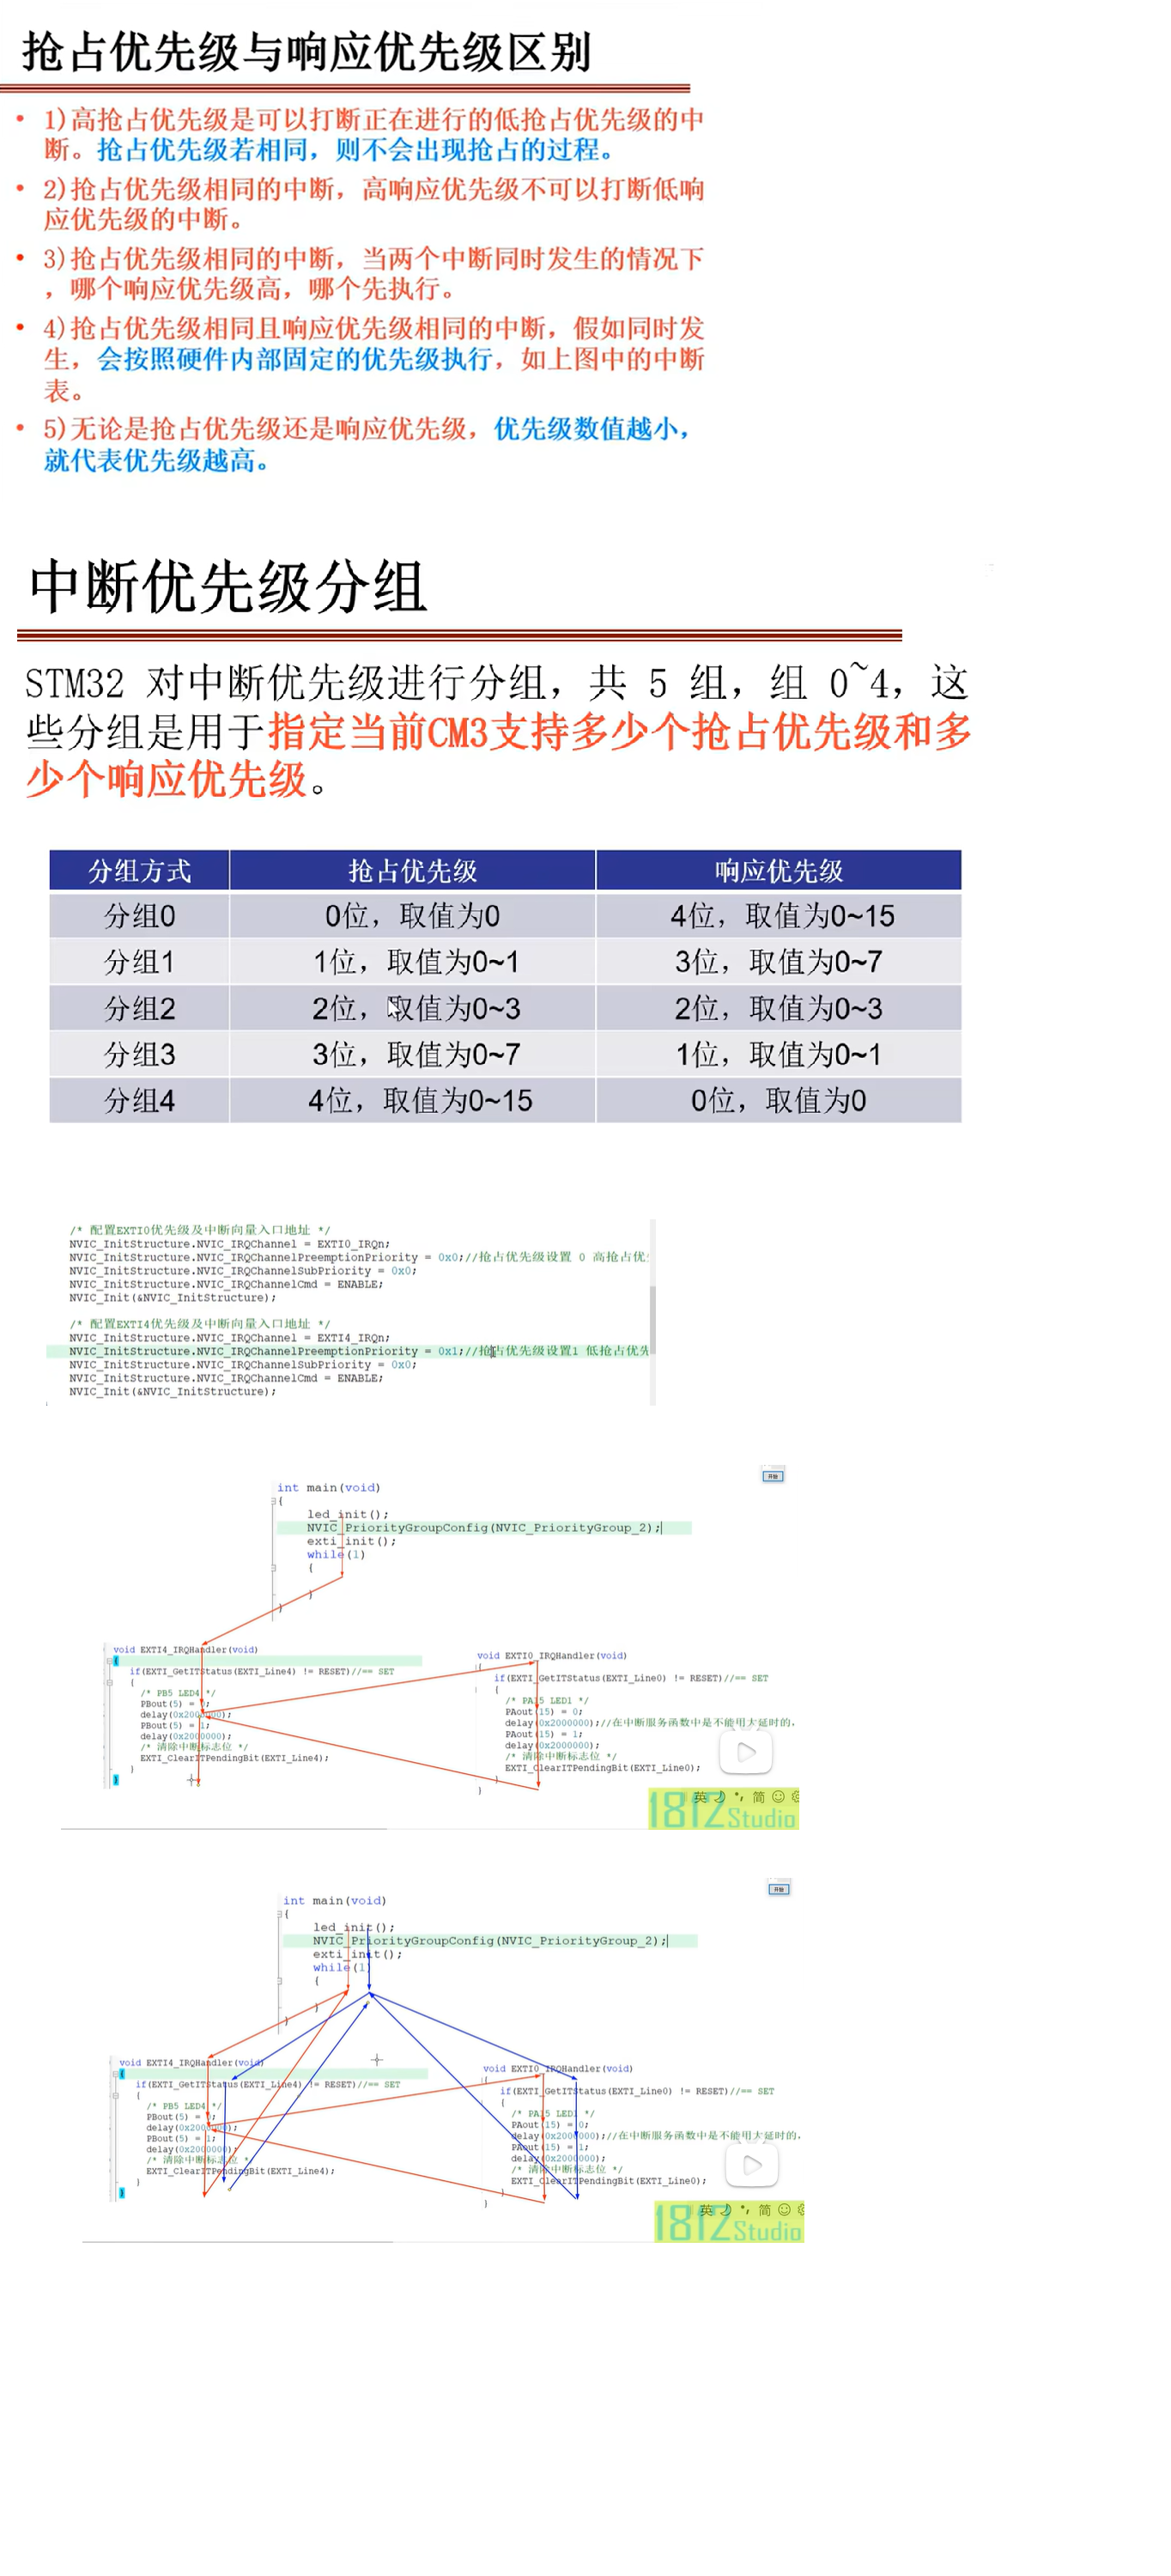 抢占优先级与响应优先级区别
• 1)高抢占优先级是可以打断正在进行的低抢占优先级的中
断。抢占优先级若相同，则不会出现抢占的过程。
• 2)抢占优先级相同的中断，高响应优先级不可以打断低响
应优先级的中断。
• 3)抢占优先级相同的中断，当两个中断同时发生的情况下
，哪个响应优先级高，哪个先执行。
• 4)抢占优先级相同且响应优先级相同的中断，假如同时发
生，会按照硬件内部固定的优先级执行，如上图中的中断
表。
• 5)无论是抢占优先级还是响应优先级，优先级数值越小，
就代表优先级越高。
中断优先级分组
STM32 对中断优先级进行分组，共 5 组，组 0~4，这
些分组是用于指定当前CM3支持多少个抢占优先级和多
少个响应优先级。
分组方式 抢占优先级 响应优先级
分组0 0位，取值为0 4位，取值为0~15
分组1 1位，取值为0~1 3位，取值为0~7
分组2 2位，取值为0~3 2位，取值为0~3
分组3 3位，取值为0~7 1位，取值为0~1
分组4 4位，取值为0~15 0位，取值为0
/* 配置EXTI0优先级及中断向量入口地址 */
NVIC_InitStructure.NVIC_IRQChannel = EXTI0_IRQn;
NVIC_InitStructure.NVIC_IRQChannelPreemptionPriority = 0x0;//抢占优先级设置 0 高抢占优
NVIC_InitStructure.NVIC_IRQChannelSubPriority = 0x0;
NVIC_InitStructure.NVIC_IRQChannelCmd = ENABLE;
NVIC_Init(&NVIC_InitStructure);
/* 配置EXTI4优先级及中断向量入口地址 */
NVIC_InitStructure.NVIC_IRQChannel = EXTI4_IRQn;
NVIC_InitStructure.NVIC_IRQChannelPreemptionPriority = 0x1;//抢占优先级设置1 低抢占优先
NVIC_InitStructure.NVIC_IRQChannelSubPriority = 0x0;
NVIC_InitStructure.NVIC_IRQChannelCmd = ENABLE;
NVIC_Init(&NVIC_InitStructure);
开始
int main(void)
{
led_init();
NVIC_PriorityGroupConfig(NVIC_PriorityGroup_2);
exti_init();
while(1)
{
}
}
void EXTI4_IRQHandler(void)
{
if(EXTI_GetITStatus(EXTI_Line4) != RESET)//== SET
{
/* PB5 LED4 */
PBout(5) = 0;
delay(0x2000000);
PBout(5) = 1;
delay(0x2000000);
/* 清除中断标志位 */
EXTI_ClearITPendingBit(EXTI_Line4);
}
}
void EXTI0_IRQHandler(void)
{
if(EXTI_GetITStatus(EXTI_Line0) != RESET)//== SET
{
/* PA15 LED1 */
PAout(15) = 0;
delay(0x2000000);//在中断服务函数中是不能用大延时的，
PAout(15) = 1;
delay(0x2000000);
/* 清除中断标志位 */
EXTI_ClearITPendingBit(EXTI_Line0);
}
}
英 简
1812 Studio
开始
int main(void)
{
led_init();
NVIC_PriorityGroupConfig(NVIC_PriorityGroup_2);
exti_init();
while(1)
{
}
}
void EXTI4_IRQHandler(void)
{
if(EXTI_GetITStatus(EXTI_Line4) != RESET)//== SET
{
/* PB5 LED4 */
PBout(5) = 0;
delay(0x2000000);
PBout(5) = 1;
delay(0x2000000);
/* 清除中断标志位 *
EXTI_ClearITPendingBit(EXTI_Line4);
}
}
void EXTI0_IRQHandler(void)
{
if(EXTI_GetITStatus(EXTI_Line0) != RESET)//== SET
{
/* PA15 LED1 */
PAout(15) = 0;
delay(0x2000000);//在中断服务函数中是不能用大延时的，
PAout(15) = 1;
delay(0x2000000);
/* 清除中断标志位 */
EXTI_ClearITPendingBit(EXTI_Line0);
}
}
英 简
1812 Studio